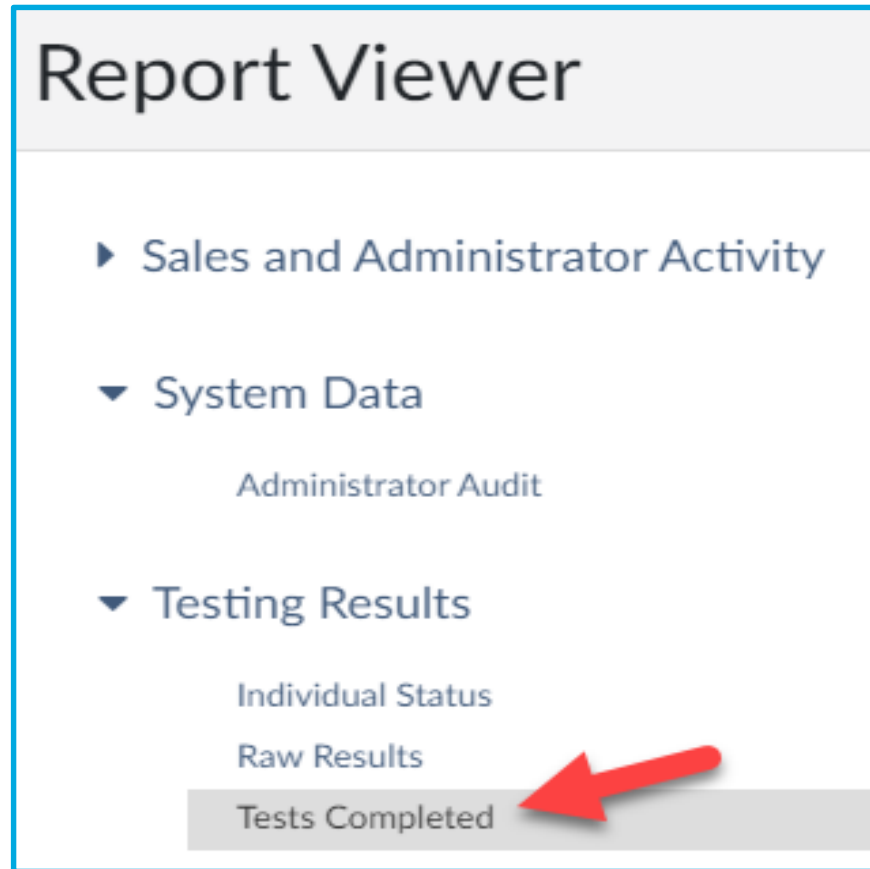 Report Viewer
Sales and Administrator Activity
System Data
Administrator Audit
Testing Results
Individual Status
Raw Results
Tests Completed